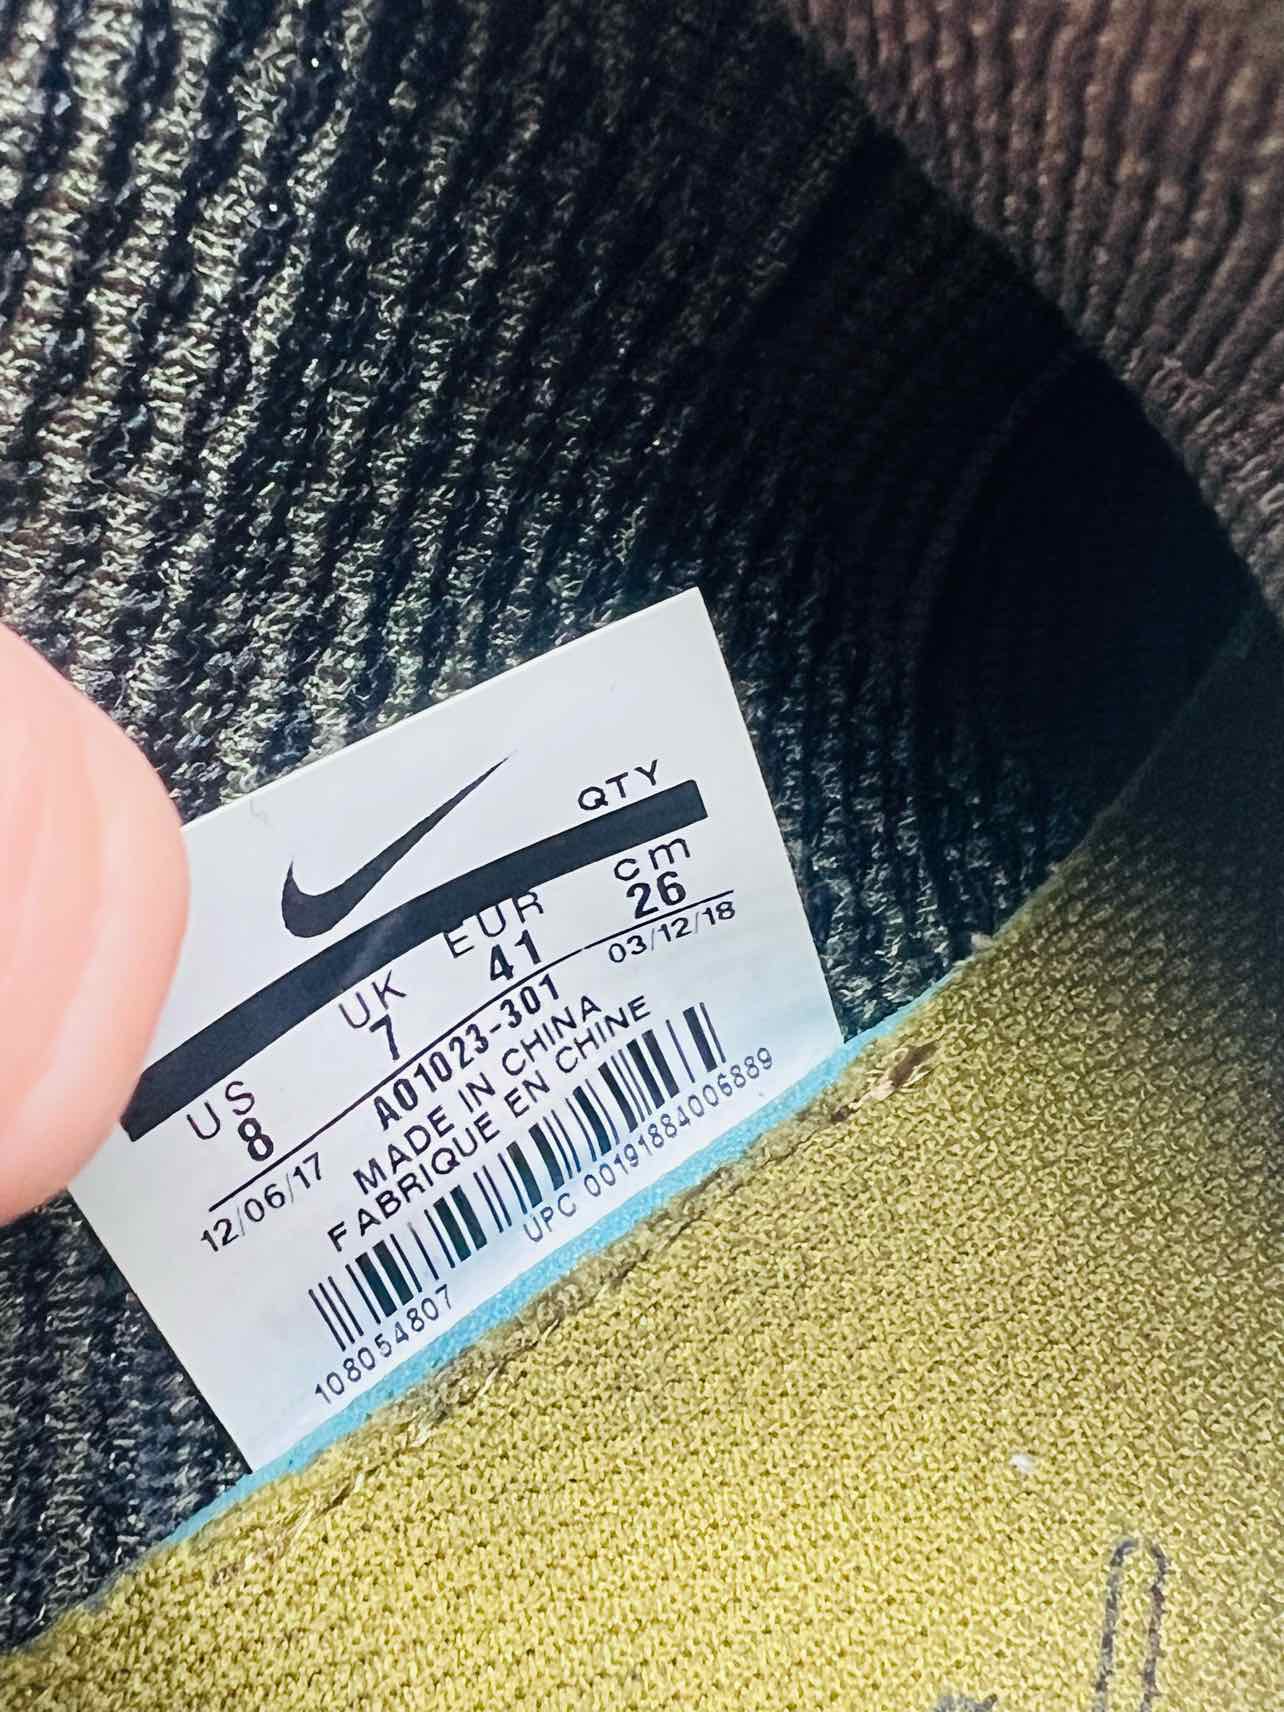 QTY
US UK EUR cm
8 7 41 26
12/06/17 AO1023-301 03/12/18
MADE IN CHINA
FABRIQUE EN CHINE
108054807 UPC 00191884006889